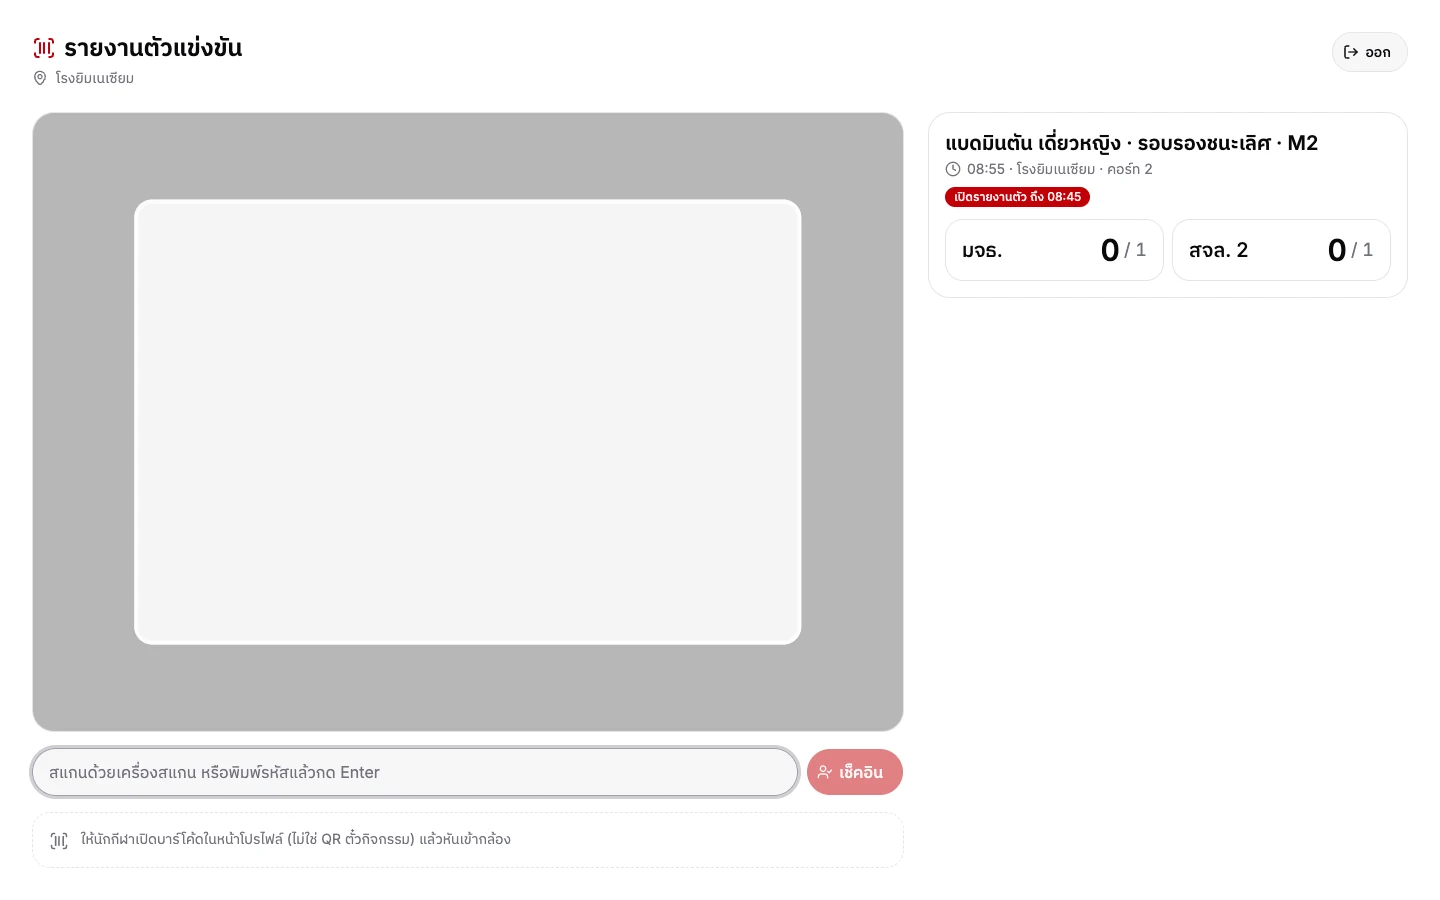 รายงานตัวแข่งขัน
โรงยิมเนเซียม
ออก
แบดมินตัน เดี่ยวหญิง · รอบรองชนะเลิศ · M2
08:55 · โรงยิมเนเซียม · คอร์ท 2
เปิดรายงานตัว ถึง 08:45
มจธ. 0 / 1
สจล. 2 0 / 1
สแกนด้วยเครื่องสแกน หรือพิมพ์รหัสแล้วกด Enter
เช็คอิน
ให้นักกีฬาเปิดบาร์โค้ดในหน้าโปรไฟล์ (ไม่ใช่ QR ตั๋วกิจกรรม) แล้วหันเข้ากล้อง